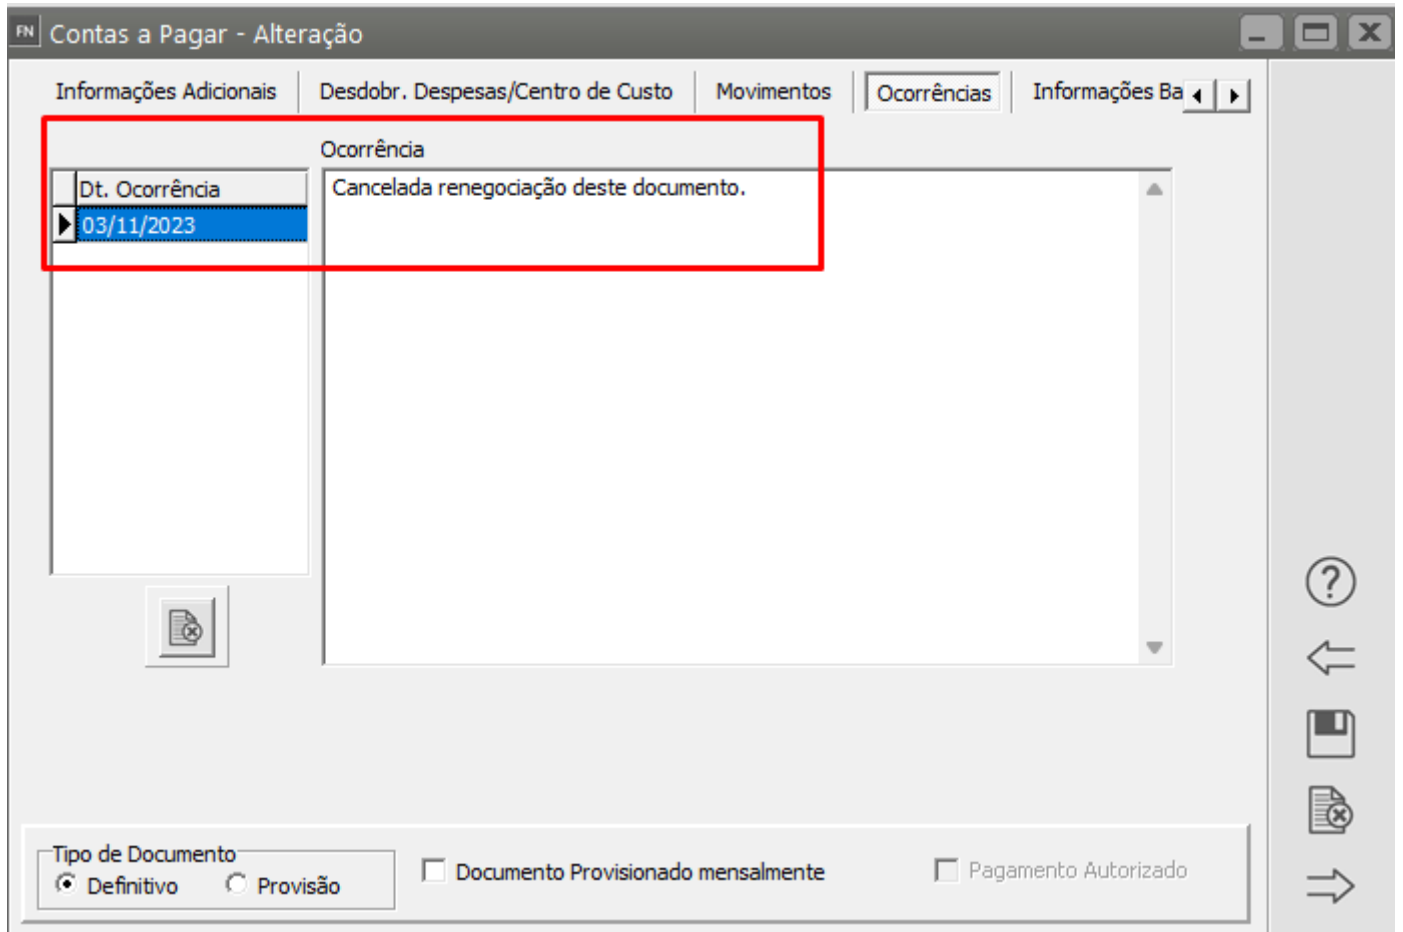 FN Contas a Pagar - Alteração
Informações Adicionais Desdobr. Despesas/Centro de Custo Movimentos Ocorrências Informações Ba
Ocorrência
Dt. Ocorrência
Cancelada renegociação deste documento.
03/11/2023
Tipo de Documento
Definitivo Provisão
Documento Provisionado mensalmente
Pagamento Autorizado